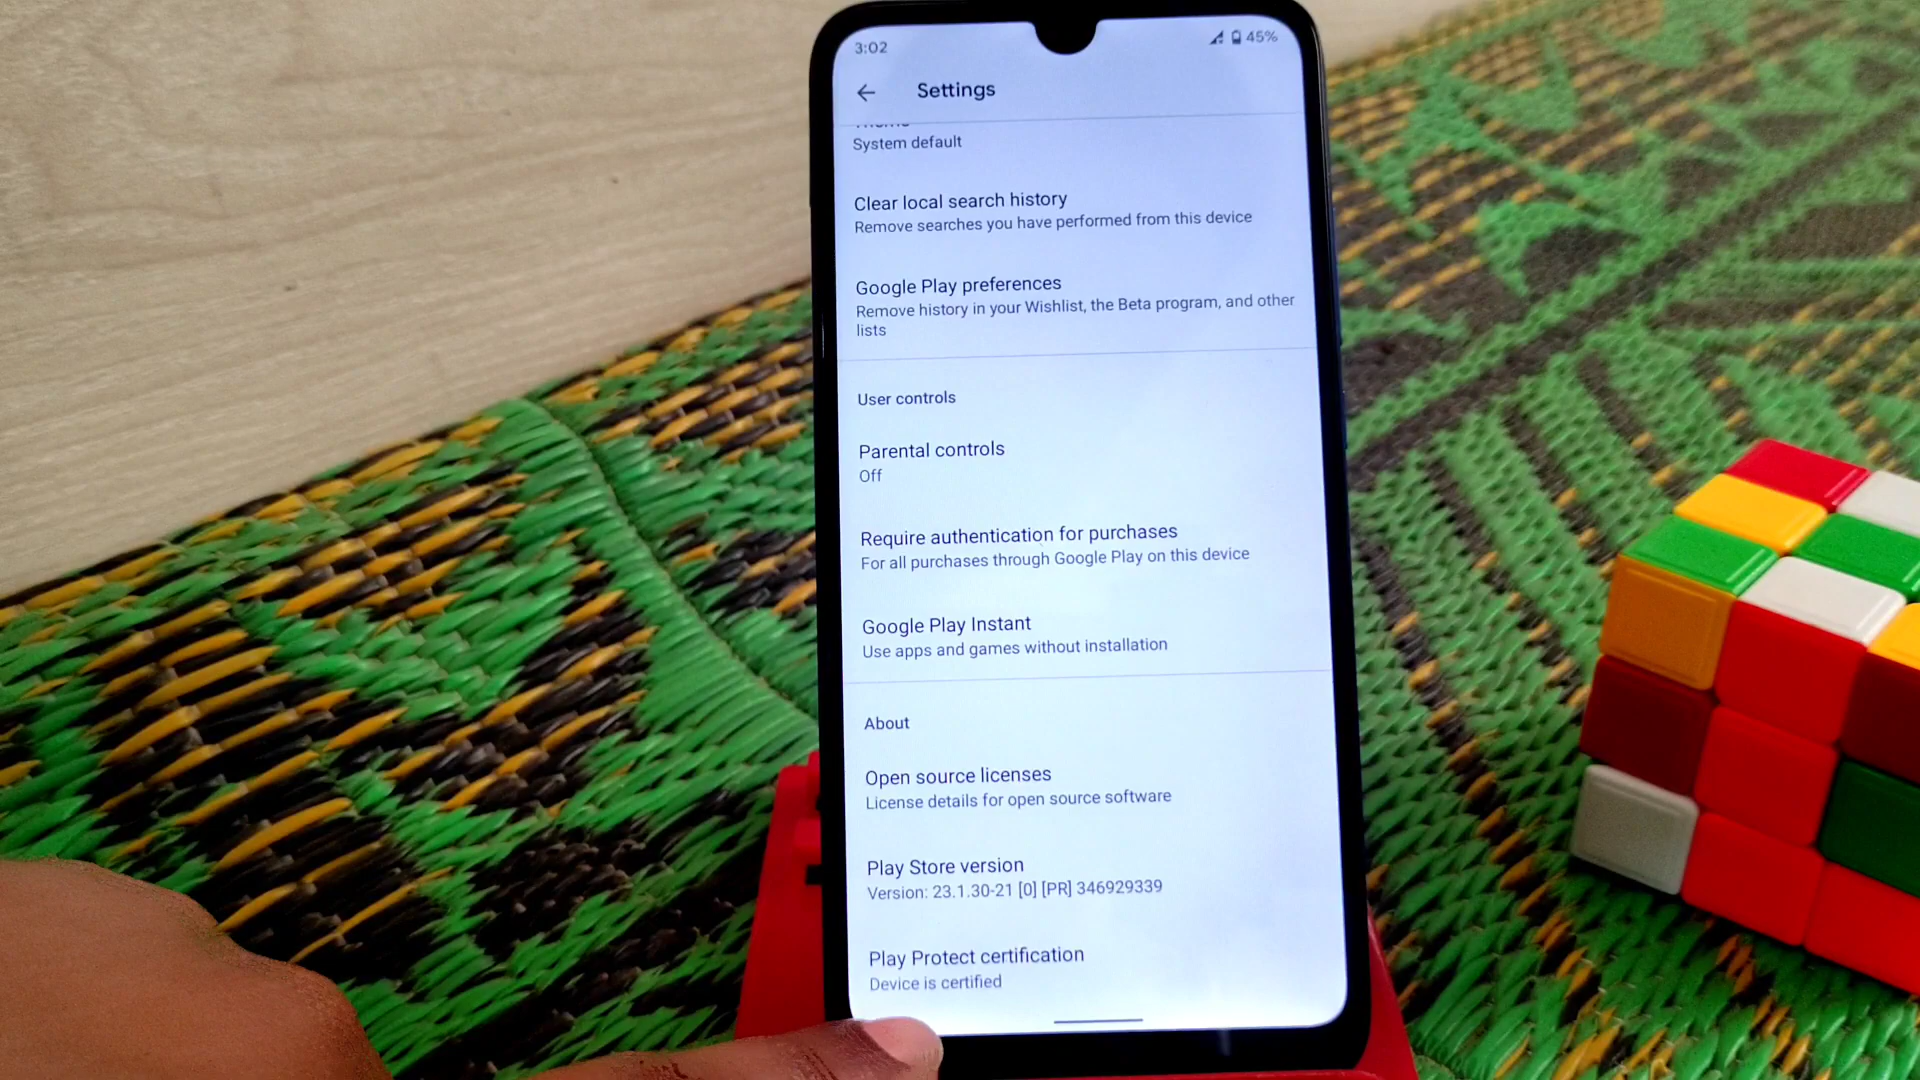 3:02
45%
Settings
System default
Clear local search history
Remove searches you have performed from this device
Google Play preferences
Remove history in your Wishlist, the Beta program, and other
lists
User controls
Parental controls
Off
Require authentication for purchases
For all purchases through Google Play on this device
Google Play Instant
Use apps and games without installation
About
Open source licenses
License details for open source software
Play Store version
Version: 23.1.30-21 [0] [PR] 346929339
Play Protect certification
Device is certified